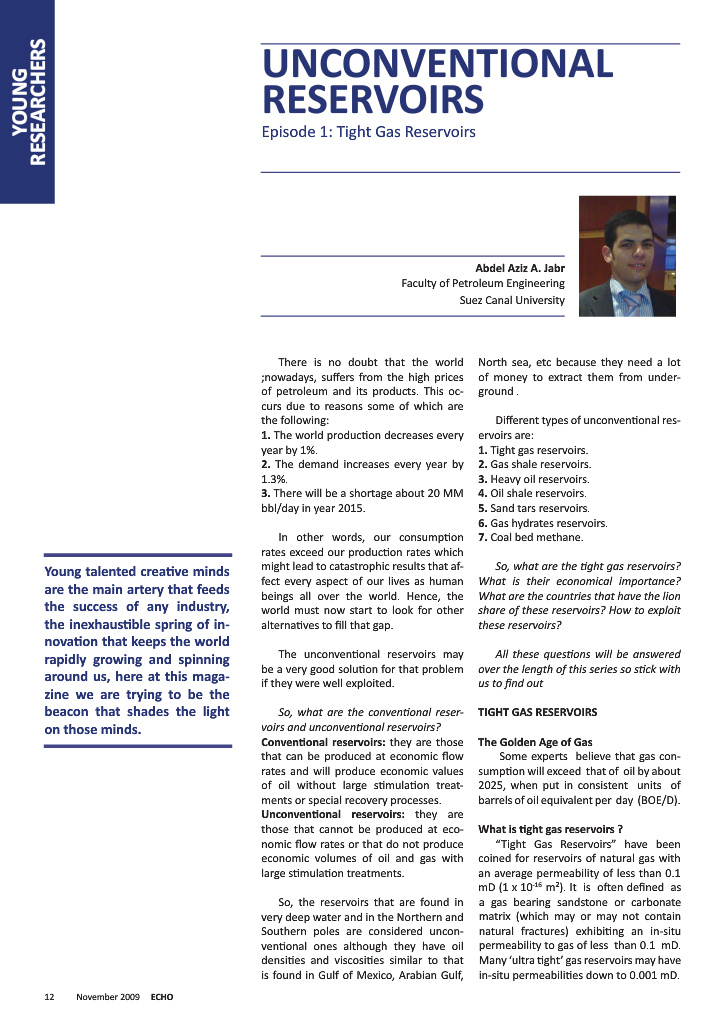 YOUNG
RESEARCHERS
UNCONVENTIONAL
RESERVOIRS
Episode 1: Tight Gas Reservoirs
Abdel Aziz A. Jabr
Faculty of Petroleum Engineering
Suez Canal University
Young talented creative minds
are the main artery that feeds
the success of any industry,
the inexhaustible spring of in-
novation that keeps the world
rapidly growing and spinning
around us, here at this maga-
zine we are trying to be the
beacon that shades the light
on those minds.
There is no doubt that the world
;nowadays, suffers from the high prices
of petroleum and its products. This oc-
curs due to reasons some of which are
the following:
1. The world production decreases every
year by 1%.
2. The demand increases every year by
1.3%.
3. There will be a shortage about 20 MM
bbl/day in year 2015.
In other words, our consumption
rates exceed our production rates which
might lead to catastrophic results that af-
fect every aspect of our lives as human
beings all over the world. Hence, the
world must now start to look for other
alternatives to fill that gap.
The unconventional reservoirs may
be a very good solution for that problem
if they were well exploited.
So, what are the conventional reser-
voirs and unconventional reservoirs?
Conventional reservoirs: they are those
that can be produced at economic flow
rates and will produce economic values
of oil without large stimulation treat-
ments or special recovery processes.
Unconventional reservoirs: they are
those that cannot be produced at eco-
nomic flow rates or that do not produce
economic volumes of oil and gas with
large stimulation treatments.
So, the reservoirs that are found in
very deep water and in the Northern and
Southern poles are considered uncon-
ventional ones although they have oil
densities and viscosities similar to that
is found in Gulf of Mexico, Arabian Gulf,
North sea, etc because they need a lot
of money to extract them from under-
ground .
Different types of unconventional res-
ervoirs are:
1. Tight gas reservoirs.
2. Gas shale reservoirs.
3. Heavy oil reservoirs.
4. Oil shale reservoirs.
5. Sand tars reservoirs.
6. Gas hydrates reservoirs.
7. Coal bed methane.
So, what are the tight gas reservoirs?
What is their economical importance?
What are the countries that have the lion
share of these reservoirs? How to exploit
these reservoirs?
All these questions will be answered
over the length of this series so stick with
us to find out
TIGHT GAS RESERVOIRS
The Golden Age of Gas
Some experts believe that gas con-
sumption will exceed that of oil by about
2025, when put in consistent units of
barrels of oil equivalent per day (BOE/D).
What is tight gas reservoirs ?
“Tight Gas Reservoirs” have been
coined for reservoirs of natural gas with
an average permeability of less than 0.1
mD (1 x 10⁻¹⁶ m²). It is often defined as
a gas bearing sandstone or carbonate
matrix (which may or may not contain
natural fractures) exhibiting an in-situ
permeability to gas of less than 0.1 mD.
Many ‘ultra tight’ gas reservoirs may have
in-situ permeabilities down to 0.001 mD.
12 November 2009 ECHO